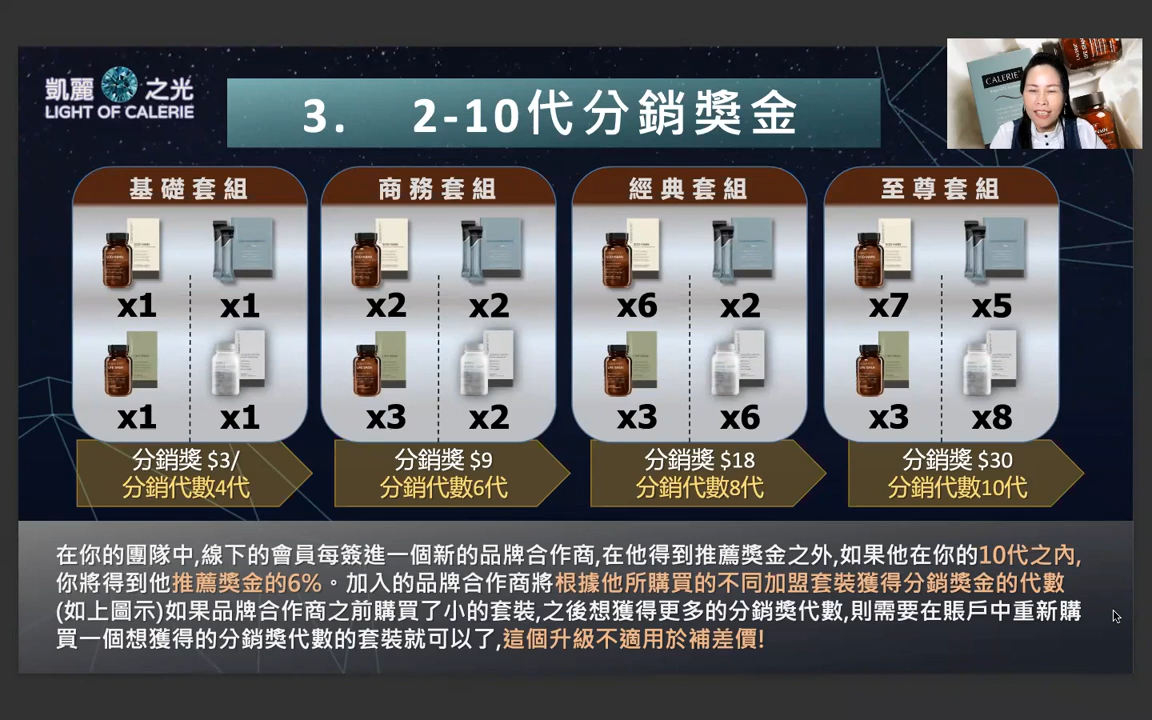 凱麗之光
LIGHT OF CALERIE
3. 2-10代分銷獎金
CALERIE
基礎套組
商務套組
經典套組
至尊套組
x1
x1
x2
x2
x6
x2
x7
x5
x1
x1
x3
x2
x3
x6
x3
x8
分銷獎 $3/
分銷代數4代
分銷獎 $9
分銷代數6代
分銷獎 $18
分銷代數8代
分銷獎 $30
分銷代數10代
在你的團隊中,線下的會員每簽進一個新的品牌合作商,在他得到推薦獎金之外,如果他在你的10代之內,
你將得到他推薦獎金的6%。加入的品牌合作商將根據他所購買的不同加盟套裝獲得分銷獎金的代數
(如上圖示)如果品牌合作商之前購買了小的套裝,之後想獲得更多的分銷獎代數,則需要在賬戶中重新購
買一個想獲得的分銷獎代數的套裝就可以了,這個升級不適用於補差價!